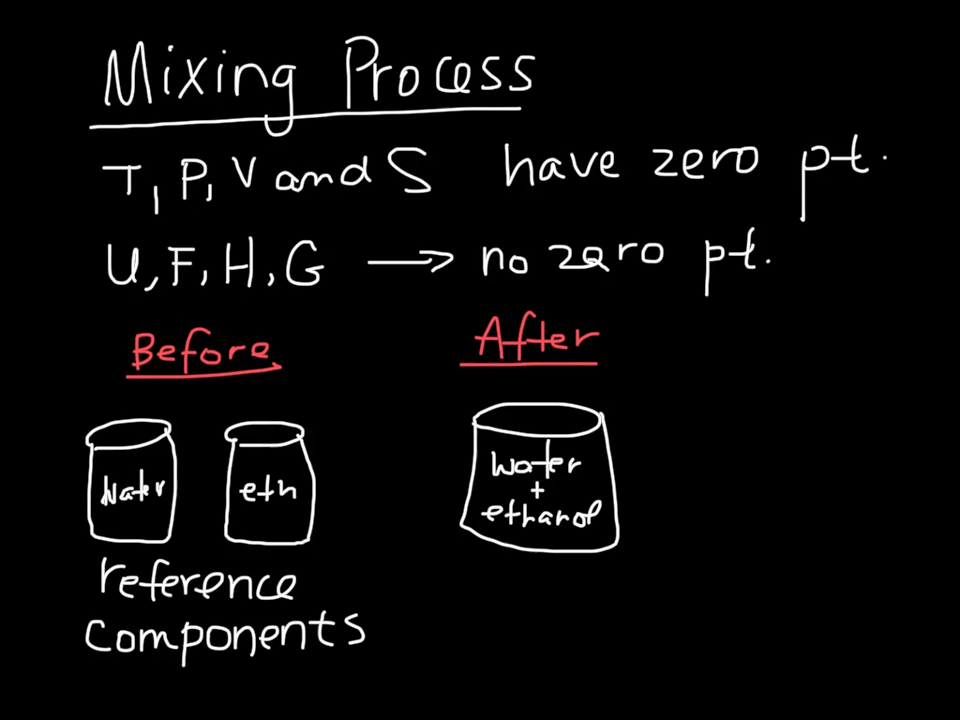 Mixing Process
T, P, V and S have zero pt.
U, F, H, G → no zero pt.
Before
After
Water
eth
Water
+
ethanol
reference
components